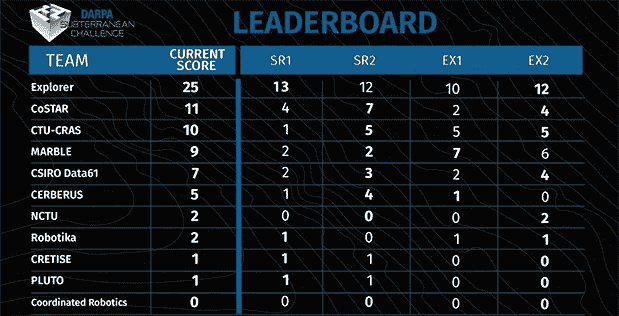 DARPA
SUBTERRANEAN
CHALLENGE
LEADERBOARD
TEAM CURRENT SCORE SR1 SR2 EX1 EX2
Explorer 25 13 12 10 12
CoSTAR 11 4 7 2 4
CTU-CRAS 10 1 5 5 5
MARBLE 9 2 2 7 6
CSIRO Data61 7 2 3 2 4
CERBERUS 5 1 4 1 0
NCTU 2 0 0 0 2
Robotika 2 1 0 1 1
CRETISE 1 1 1 0 0
PLUTO 1 1 1 0 0
Coordinated Robotics 0 0 0 0 0